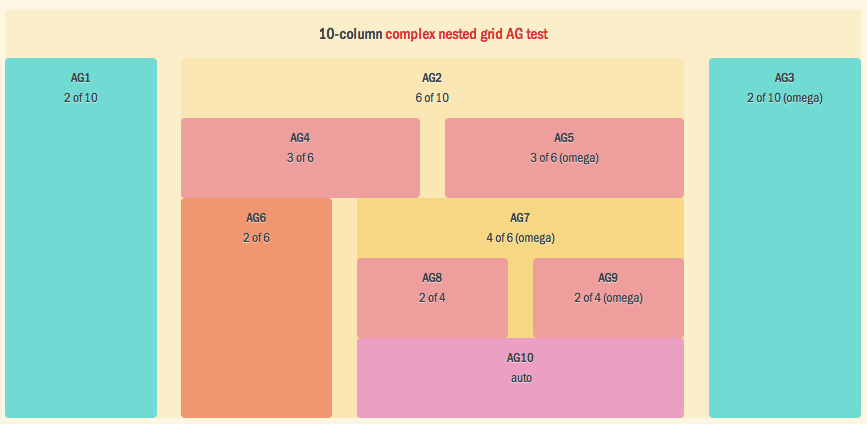 10-column complex nested grid AG test
AG1
2 of 10
AG2
6 of 10
AG3
2 of 10 (omega)
AG4
3 of 6
AG5
3 of 6 (omega)
AG6
2 of 6
AG7
4 of 6 (omega)
AG8
2 of 4
AG9
2 of 4 (omega)
AG10
auto